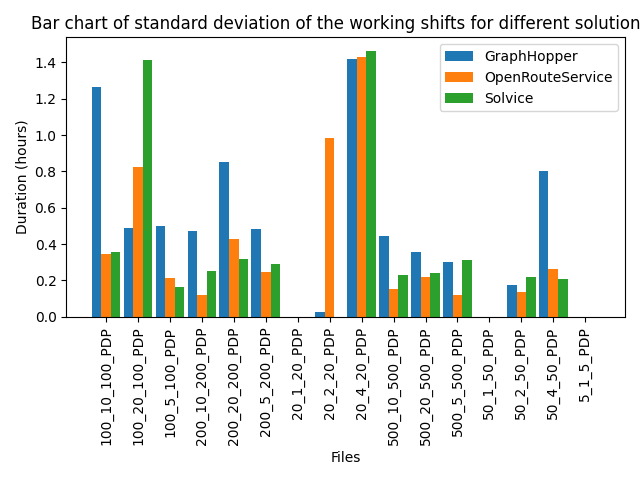 Bar chart of standard deviation of the working shifts for different solution
GraphHopper
OpenRouteService
Solvice
Duration (hours)
1.4
1.2
1.0
0.8
0.6
0.4
0.2
0.0
100_10_100_PDP
100_20_100_PDP
100_5_100_PDP
200_10_200_PDP
200_20_200_PDP
200_5_200_PDP
20_1_20_PDP
20_2_20_PDP
20_4_20_PDP
500_10_500_PDP
500_20_500_PDP
500_5_500_PDP
50_1_50_PDP
50_2_50_PDP
50_4_50_PDP
5_1_5_PDP
Files